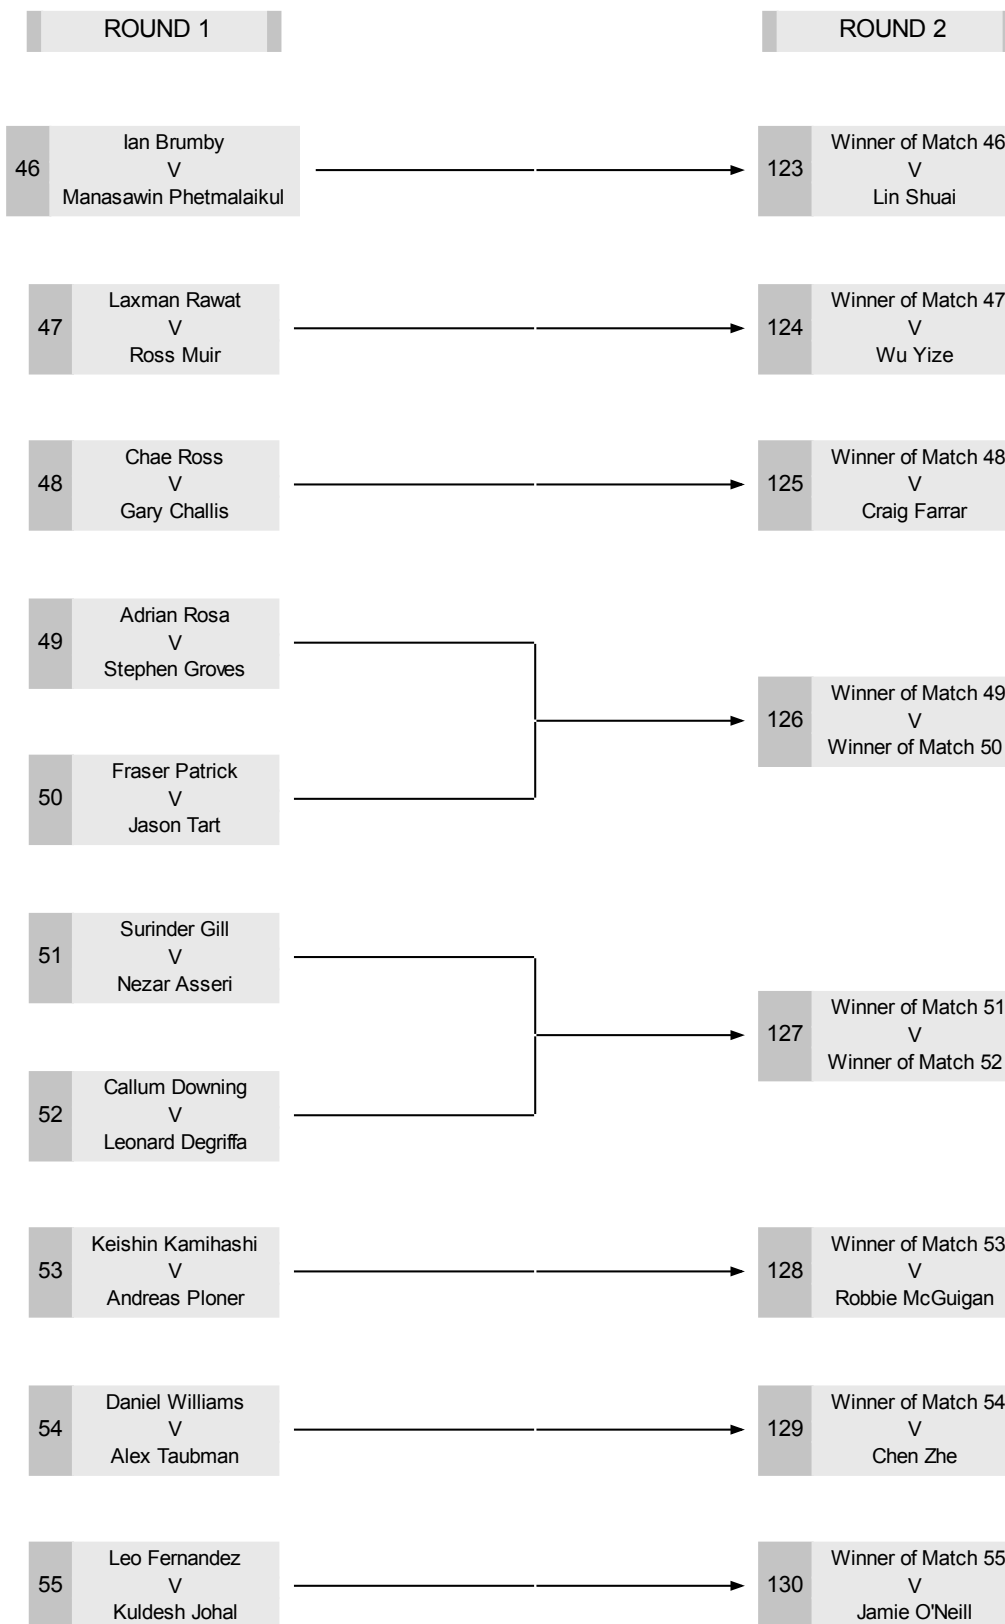 ROUND 1
ROUND 2
46
Ian Brumby
V
Manasawin Phetmalaikul
123
Winner of Match 46
V
Lin Shuai
47
Laxman Rawat
V
Ross Muir
124
Winner of Match 47
V
Wu Yize
48
Chae Ross
V
Gary Challis
125
Winner of Match 48
V
Craig Farrar
49
Adrian Rosa
V
Stephen Groves
50
Fraser Patrick
V
Jason Tart
126
Winner of Match 49
V
Winner of Match 50
51
Surinder Gill
V
Nezar Asseri
52
Callum Downing
V
Leonard Degriffa
127
Winner of Match 51
V
Winner of Match 52
53
Keishin Kamihashi
V
Andreas Ploner
128
Winner of Match 53
V
Robbie McGuigan
54
Daniel Williams
V
Alex Taubman
129
Winner of Match 54
V
Chen Zhe
55
Leo Fernandez
V
Kuldesh Johal
130
Winner of Match 55
V
Jamie O'Neill